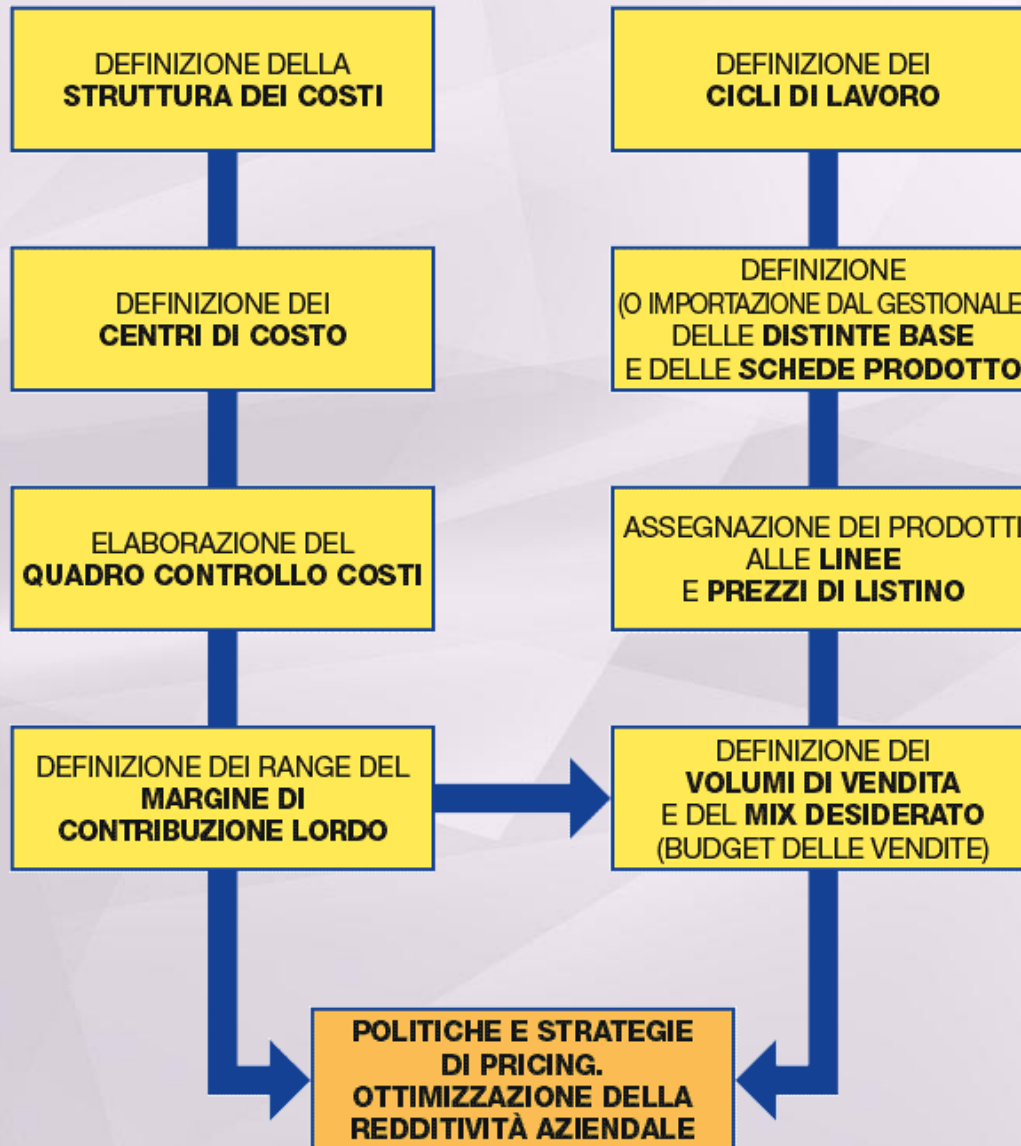 DEFINIZIONE DELLA
STRUTTURA DEI COSTI
DEFINIZIONE DEI
CENTRI DI COSTO
ELABORAZIONE DEL
QUADRO CONTROLLO COSTI
DEFINIZIONE DEI RANGE DEL
MARGINE DI
CONTRIBUZIONE LORDO
DEFINIZIONE DEI
CICLI DI LAVORO
DEFINIZIONE
(O IMPORTAZIONE DAL GESTIONALE
DELLE DISTINTE BASE
E DELLE SCHEDE PRODOTTO
ASSEGNAZIONE DEI PRODOTTI
ALLE LINEE
E PREZZI DI LISTINO
DEFINIZIONE DEI
VOLUMI DI VENDITA
E DEL MIX DESIDERATO
(BUDGET DELLE VENDITE)
POLITICHE E STRATEGIE
DI PRICING.
OTTIMIZZAZIONE DELLA
REDDITIVITÀ AZIENDALE